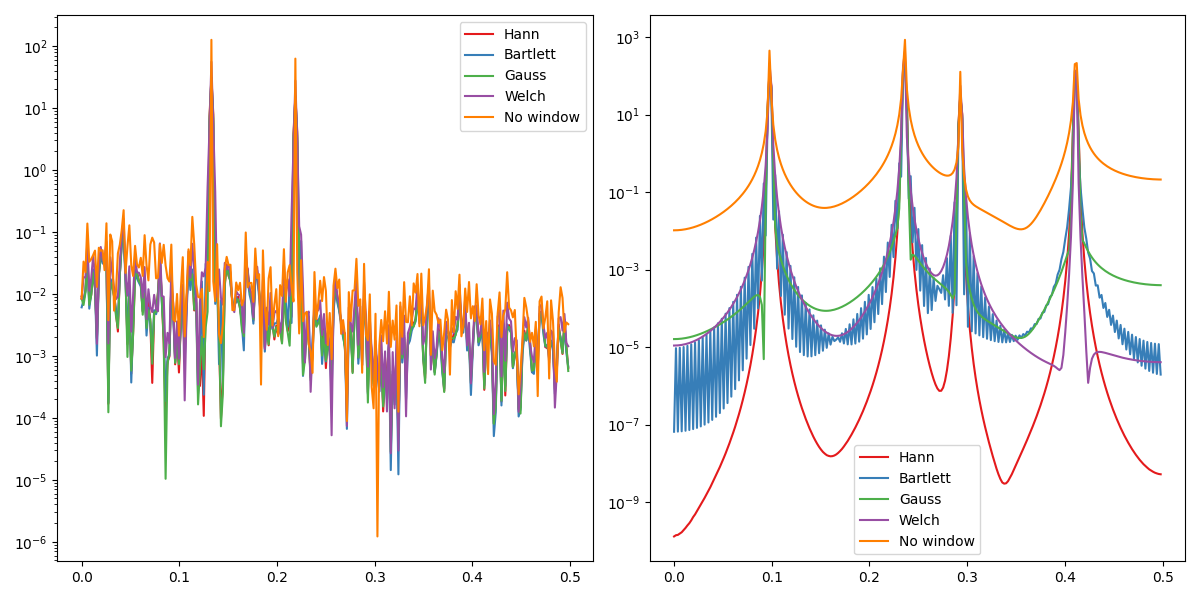 10²
10¹
10⁰
10⁻¹
10⁻²
10⁻³
10⁻⁴
10⁻⁵
10⁻⁶
0.0 0.1 0.2 0.3 0.4 0.5
Hann
Bartlett
Gauss
Welch
No window
10³
10¹
10⁻¹
10⁻³
10⁻⁵
10⁻⁷
10⁻⁹
0.0 0.1 0.2 0.3 0.4 0.5
Hann
Bartlett
Gauss
Welch
No window